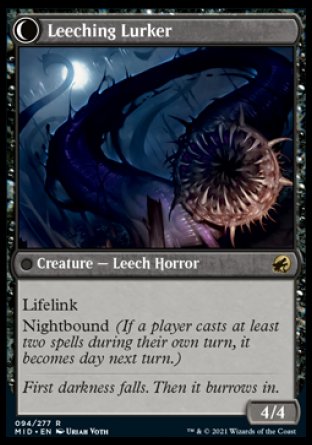 Leeching Lurker
Creature — Leech Horror
Lifelink
Nightbound (If a player casts at least
two spells during their own turn, it
becomes day next turn.)
First darkness falls. Then it burrows in.
4/4
094/277 R
MID • EN Uriah Voth
™ & © 2021 Wizards of the Coast